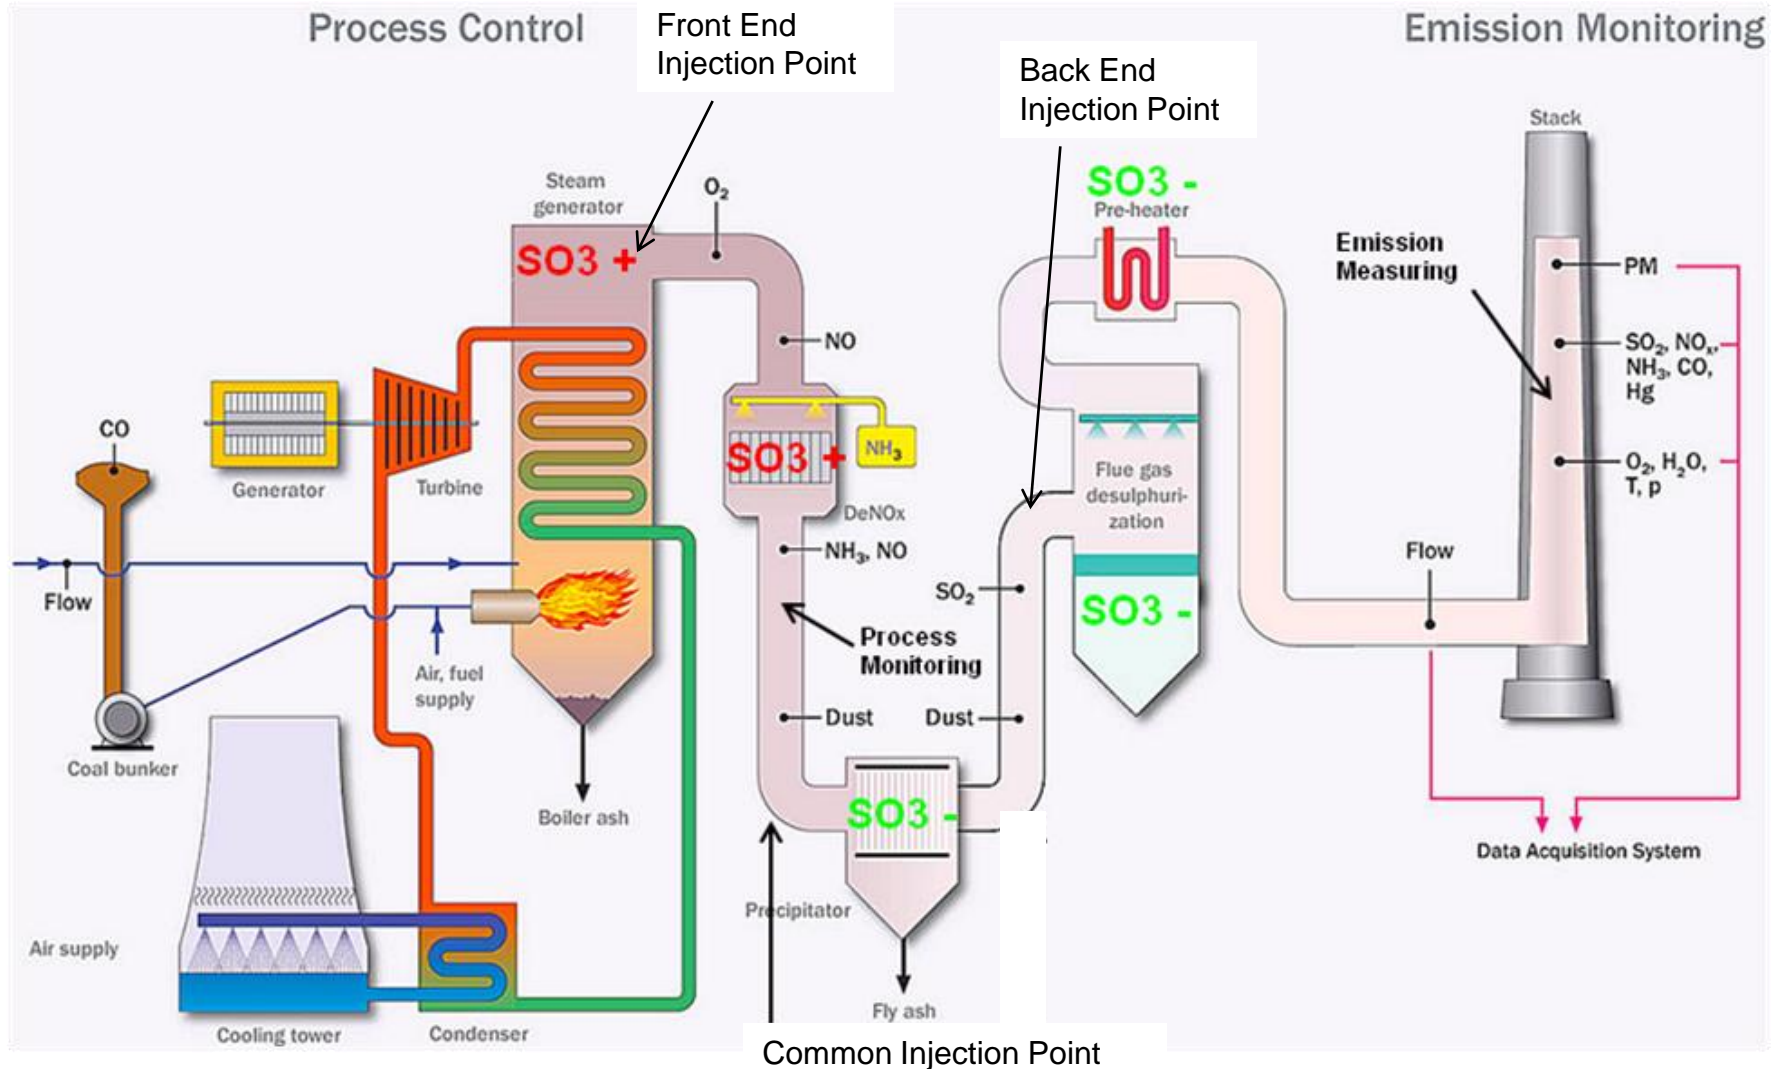 Process Control
Front End
Injection Point
Emission Monitoring
Back End
Injection Point
Stack
Steam
generator
O₂
SO3 -
Pre-heater
SO3 +
Emission
Measuring
PM
NO
SO₂, NOₓ,
NH₃, CO,
Hg
CO
NH₃
SO3 +
Generator
Turbine
Flue gas
desulphuri-
zation
O₂, H₂O,
T, p
DeNOx
NH₃, NO
Flow
Flow
SO₂
SO3 -
Process
Monitoring
Air, fuel
supply
Dust
Dust
Coal bunker
Boiler ash
SO3 -
Data Acquisition System
Precipitator
Air supply
Fly ash
Cooling tower
Condenser
Common Injection Point